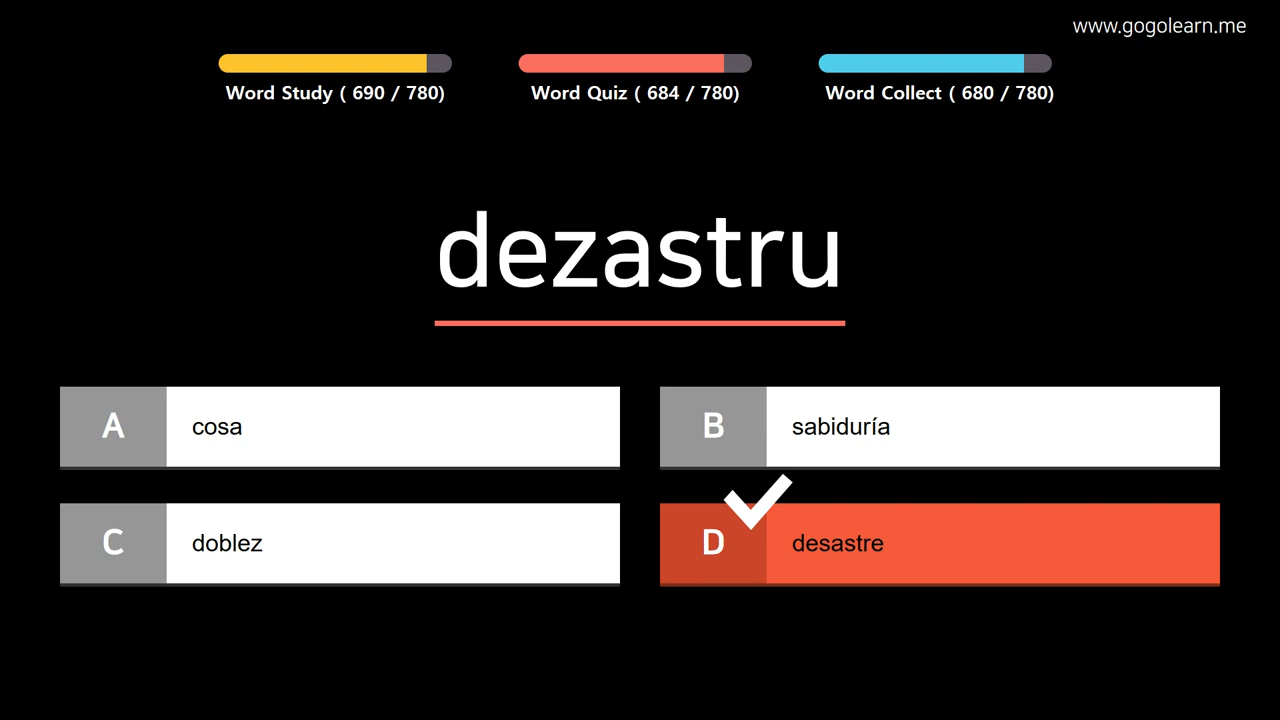 www.gogolearn.me
Word Study ( 690 / 780)
Word Quiz ( 684 / 780)
Word Collect ( 680 / 780)
dezastru
A cosa
B sabiduría
C doblez
D desastre